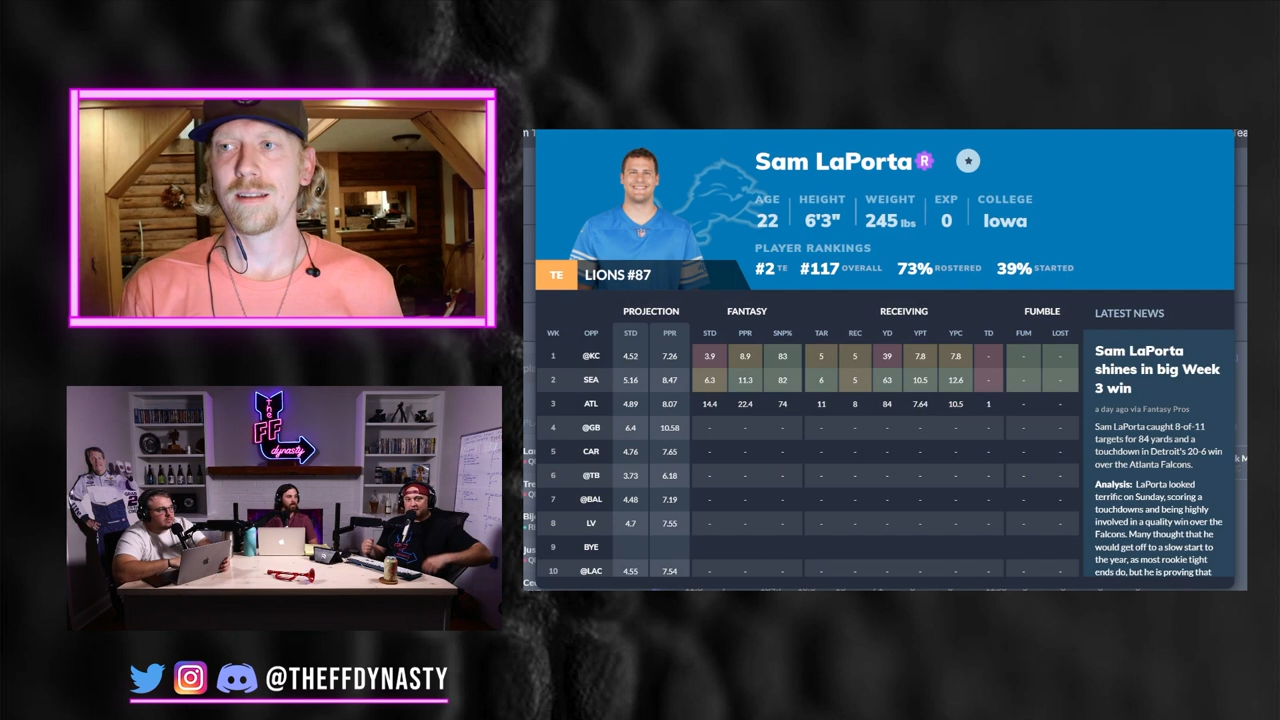 The
FF
dynasty
@THEFFDYNASTY
Sam LaPorta R
AGE HEIGHT WEIGHT EXP COLLEGE
22 6'3" 245 lbs 0 Iowa
PLAYER RANKINGS
#2 TE #117 OVERALL 73% ROSTERED 39% STARTED
TE LIONS #87
PROJECTION FANTASY RECEIVING FUMBLE
WK OPP STD PPR STD PPR SNP% TAR REC YD YPT YPC TD FUM LOST
1 @KC 4.52 7.26 3.9 8.9 83 5 5 39 7.8 7.8 - - -
2 SEA 5.16 8.47 6.3 11.3 82 6 5 63 10.5 12.6 - - -
3 ATL 4.89 8.07 14.4 22.4 74 11 8 84 7.64 10.5 1 - -
4 @GB 6.4 10.58 - - - - - - - - - - -
5 CAR 4.76 7.65 - - - - - - - - - - -
6 @TB 3.73 6.18 - - - - - - - - - - -
7 @BAL 4.48 7.19 - - - - - - - - - - -
8 LV 4.7 7.55 - - - - - - - - - - -
9 BYE
10 @LAC 4.55 7.54 - - - - - - - - - - -
LATEST NEWS
Sam LaPorta
shines in big Week
3 win
a day ago via Fantasy Pros
Sam LaPorta caught 8-of-11
targets for 84 yards and a
touchdown in Detroit's 20-6 win
over the Atlanta Falcons.
Analysis: LaPorta looked
terrific on Sunday, scoring a
touchdowns and being highly
involved in a quality win over the
Falcons. Many thought that he
would get off to a slow start to
the year, as most rookie tight
ends do, but he is proving that